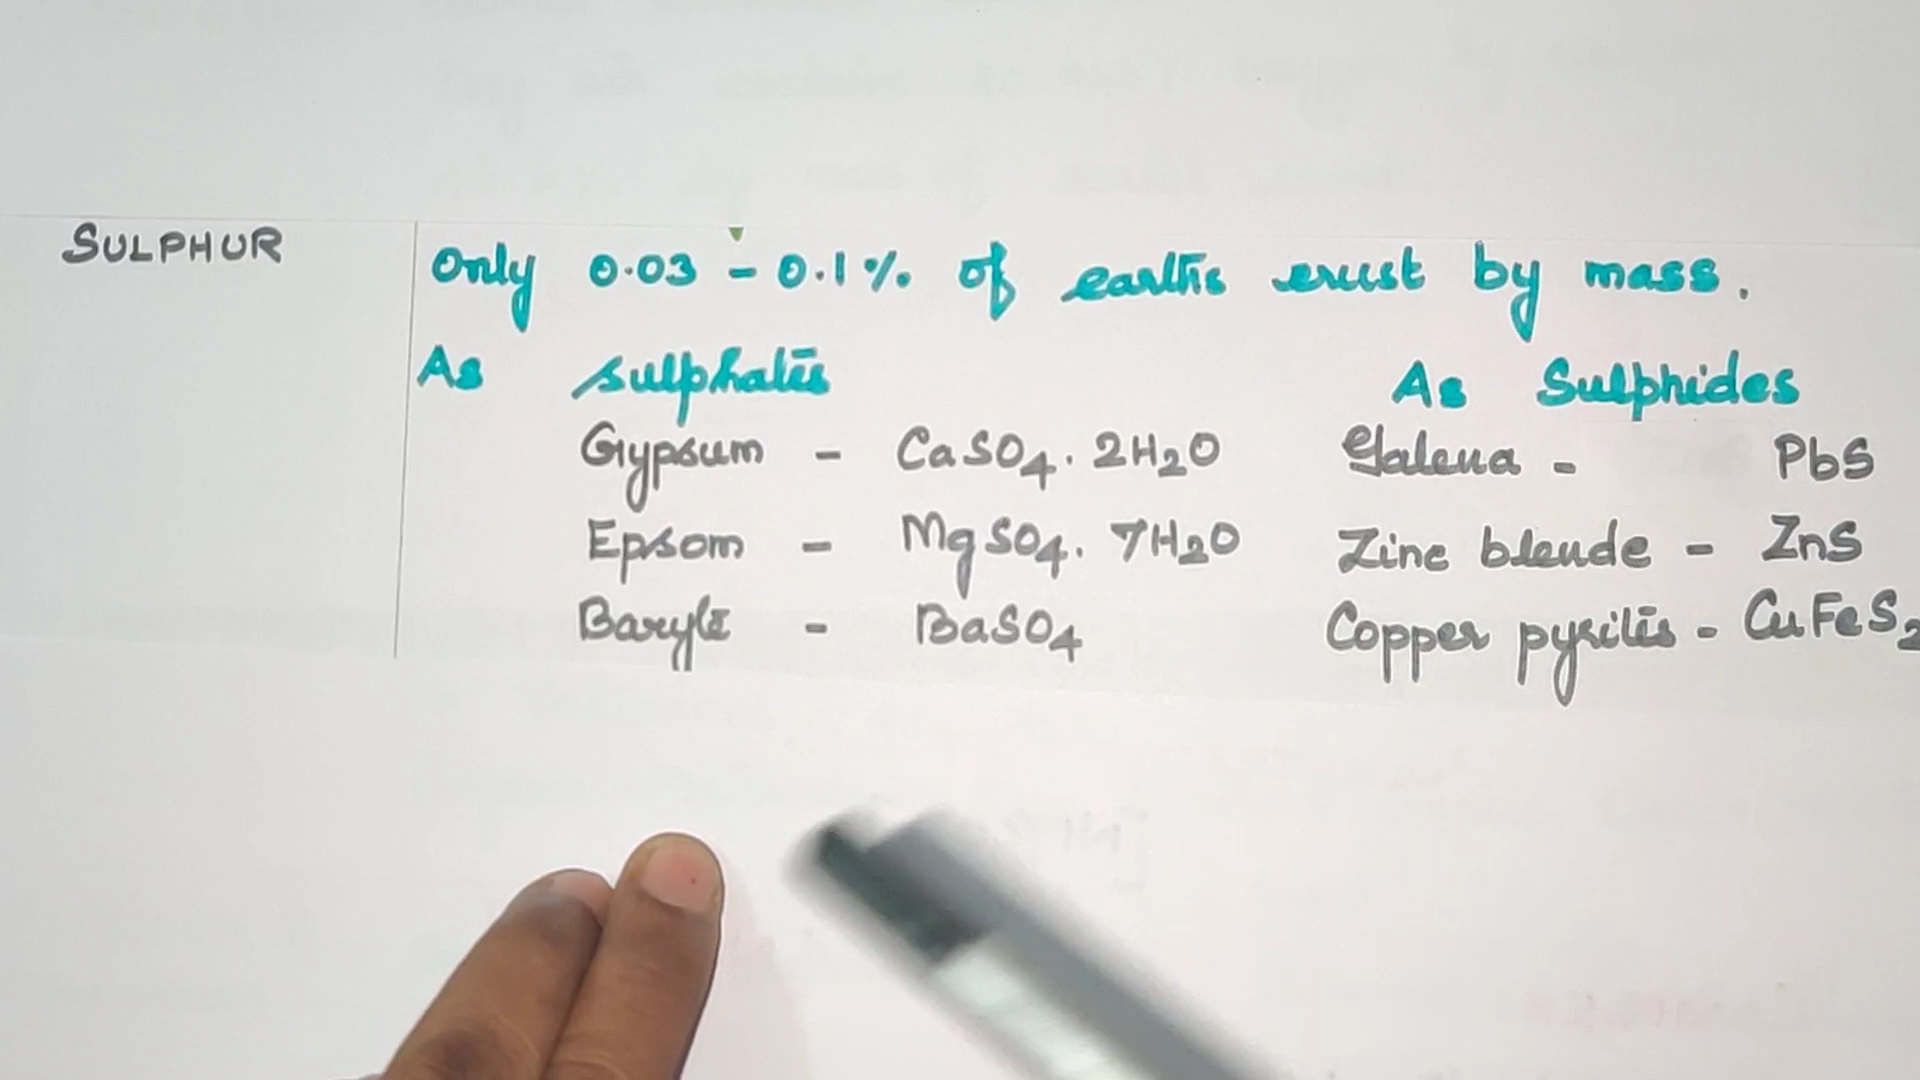 SULPHUR
Only 0.03 - 0.1% of earth's crust by mass.
As sulphates As Sulphides
Gypsum - CaSO4. 2H2O Galena - PbS
Epsom - MgSO4. 7H2O Zinc blende - ZnS
Baryte - BaSO4 Copper pyrites - CuFeS2